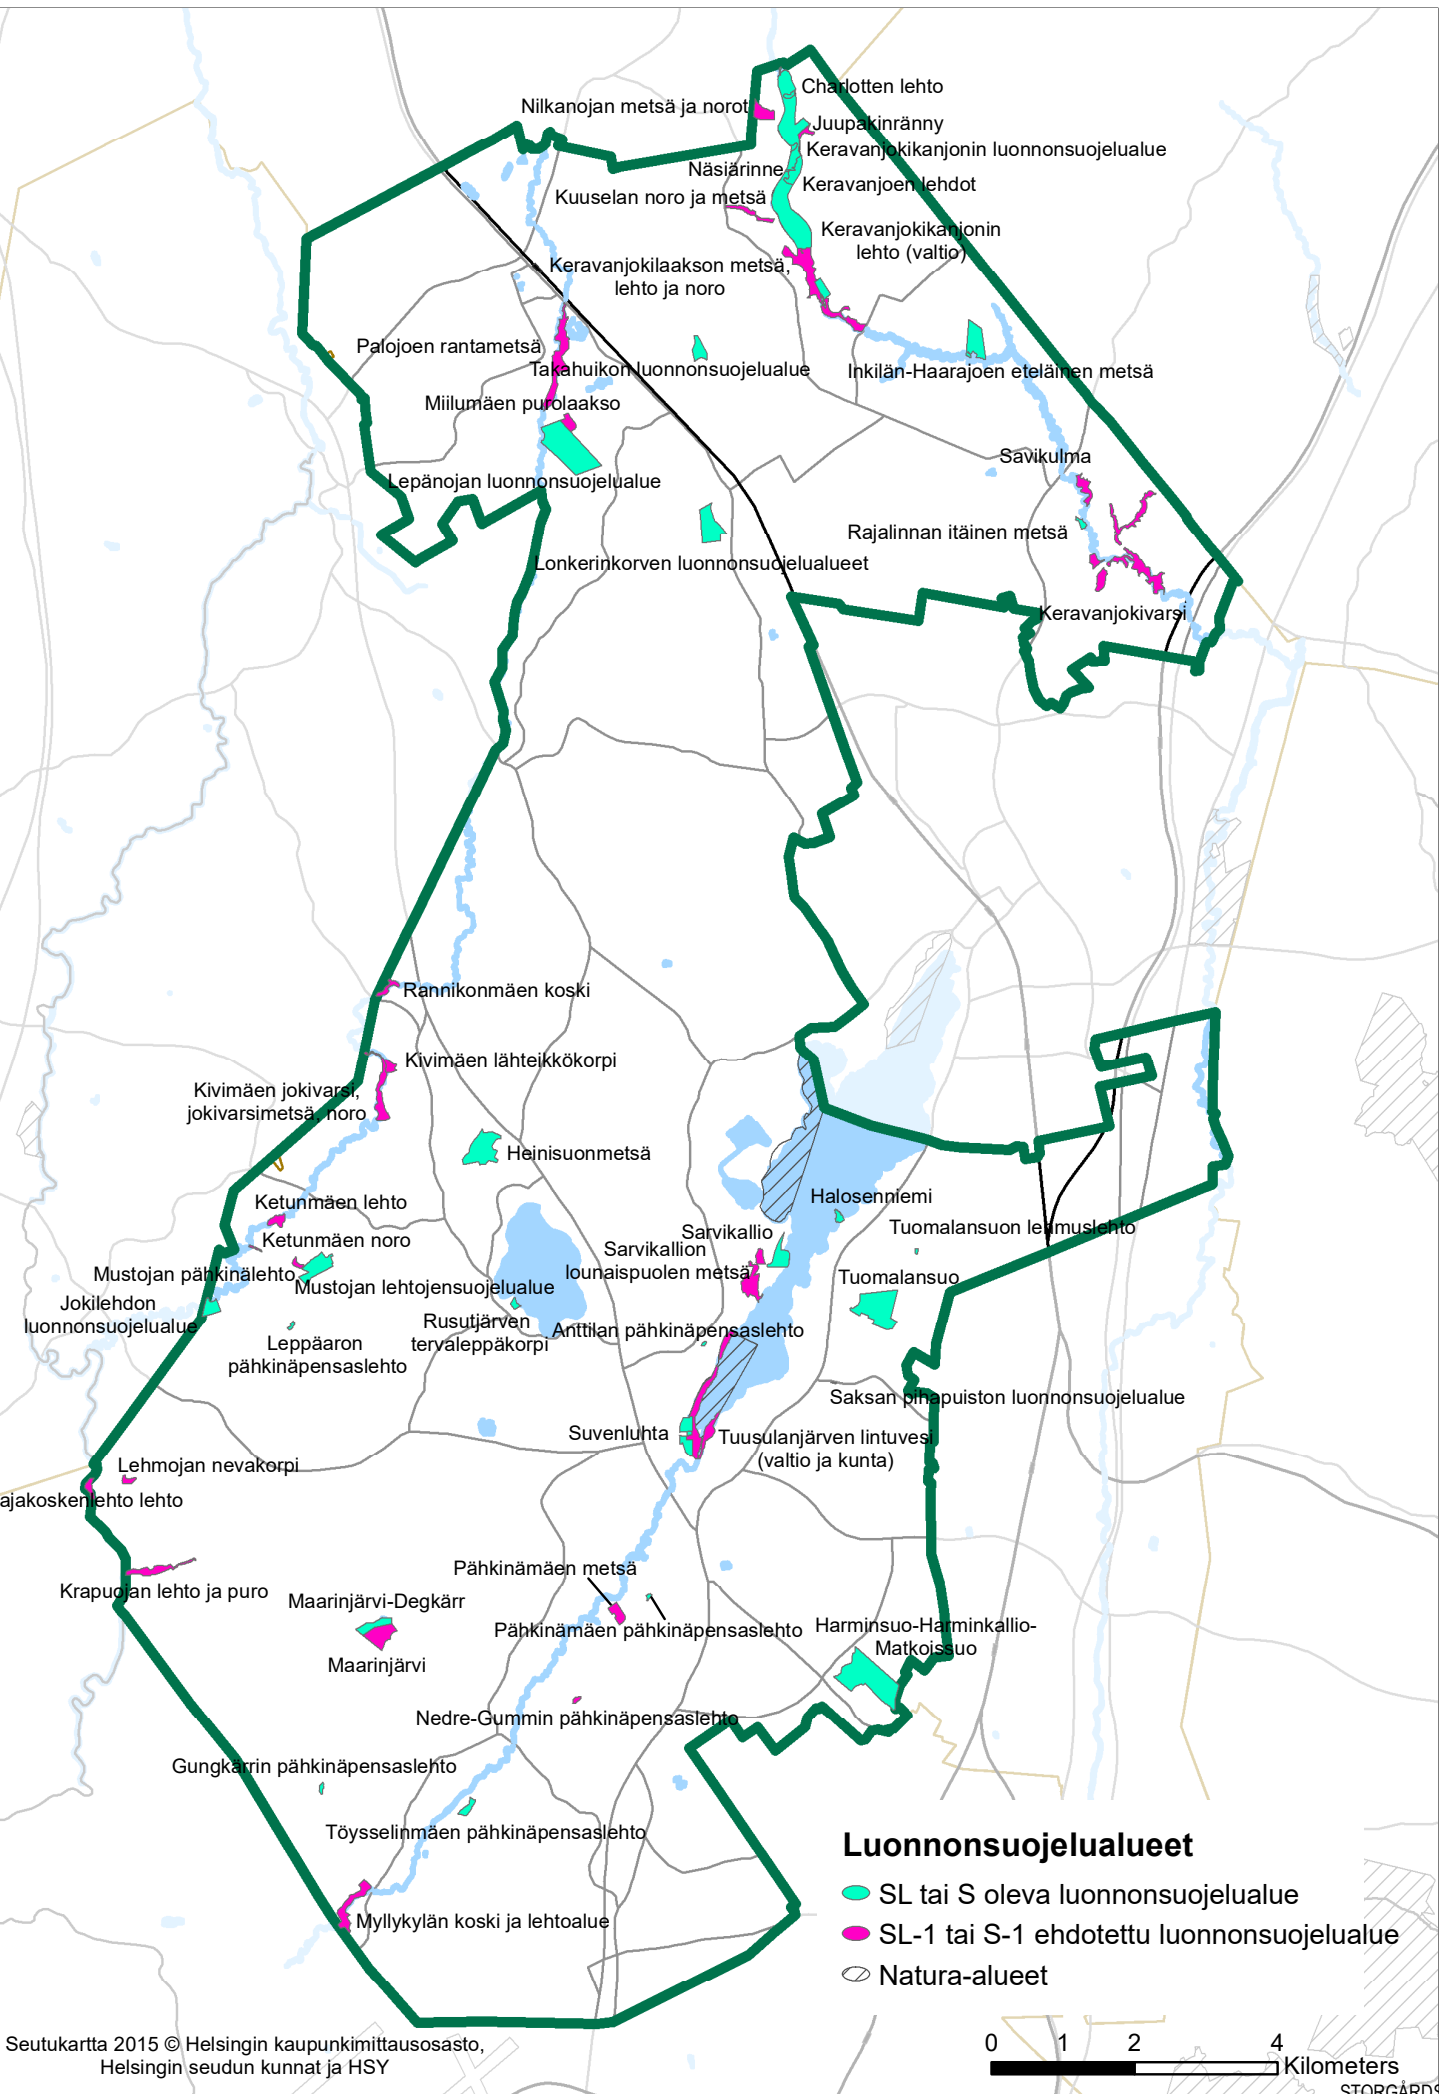 Charlotten lehto
Nilkanojan metsä ja norot
Juupakinränny
Keravanjokikanjonin luonnonsuojelualue
Näsiärinne
Keravanjoen lehdot
Kuuselan noro ja metsä
Keravanjokikanjonin
lehto (valtio)
Keravanjokilaakson metsä,
lehto ja noro
Palojoen rantametsä
Takahuikon luonnonsuojelualue
Inkilän-Haarajoen eteläinen metsä
Miilumäen purolaakso
Savikulma
Lepänojan luonnonsuojelualue
Rajalinnan itäinen metsä
Lonkerinkorven luonnonsuojelualueet
Keravanjokivarsi
Rannikonmäen koski
Kivimäen lähteikkökorpi
Kivimäen jokivarsi,
jokivarsimetsä, noro
Heinisuonmetsä
Ketunmäen lehto
Halosenniemi
Ketunmäen noro
Sarvikallio
Tuomalansuon lehmuslehto
Sarvikallion
lounaispuolen metsä
Mustojan pähkinälehto
Mustojan lehtojensuojelualue
Tuomalansuo
Jokilehdon
luonnonsuojelualue
Rusutjärven
tervaleppäkorpi
Anttilan pähkinäpensaslehto
Leppäaron
pähkinäpensaslehto
Saksan pihapuiston luonnonsuojelualue
Suvenluhta
Tuusulanjärven lintuvesi
(valtio ja kunta)
Lehmojan nevakorpi
ajakoskenlehto lehto
Krapuojan lehto ja puro
Pähkinämäen metsä
Maarinjärvi-Degkärr
Pähkinämäen pähkinäpensaslehto
Harminsuo-Harminkallio-
Matkoissuo
Maarinjärvi
Nedre-Gummin pähkinäpensaslehto
Gungkärrin pähkinäpensaslehto
Töysselinmäen pähkinäpensaslehto
Myllykylän koski ja lehtoalue
Luonnonsuojelualueet
SL tai S oleva luonnonsuojelualue
SL-1 tai S-1 ehdotettu luonnonsuojelualue
Natura-alueet
0 1 2 4
Kilometers
Seutukartta 2015 © Helsingin kaupunkimittausosasto,
Helsingin seudun kunnat ja HSY
STORGÅRDS